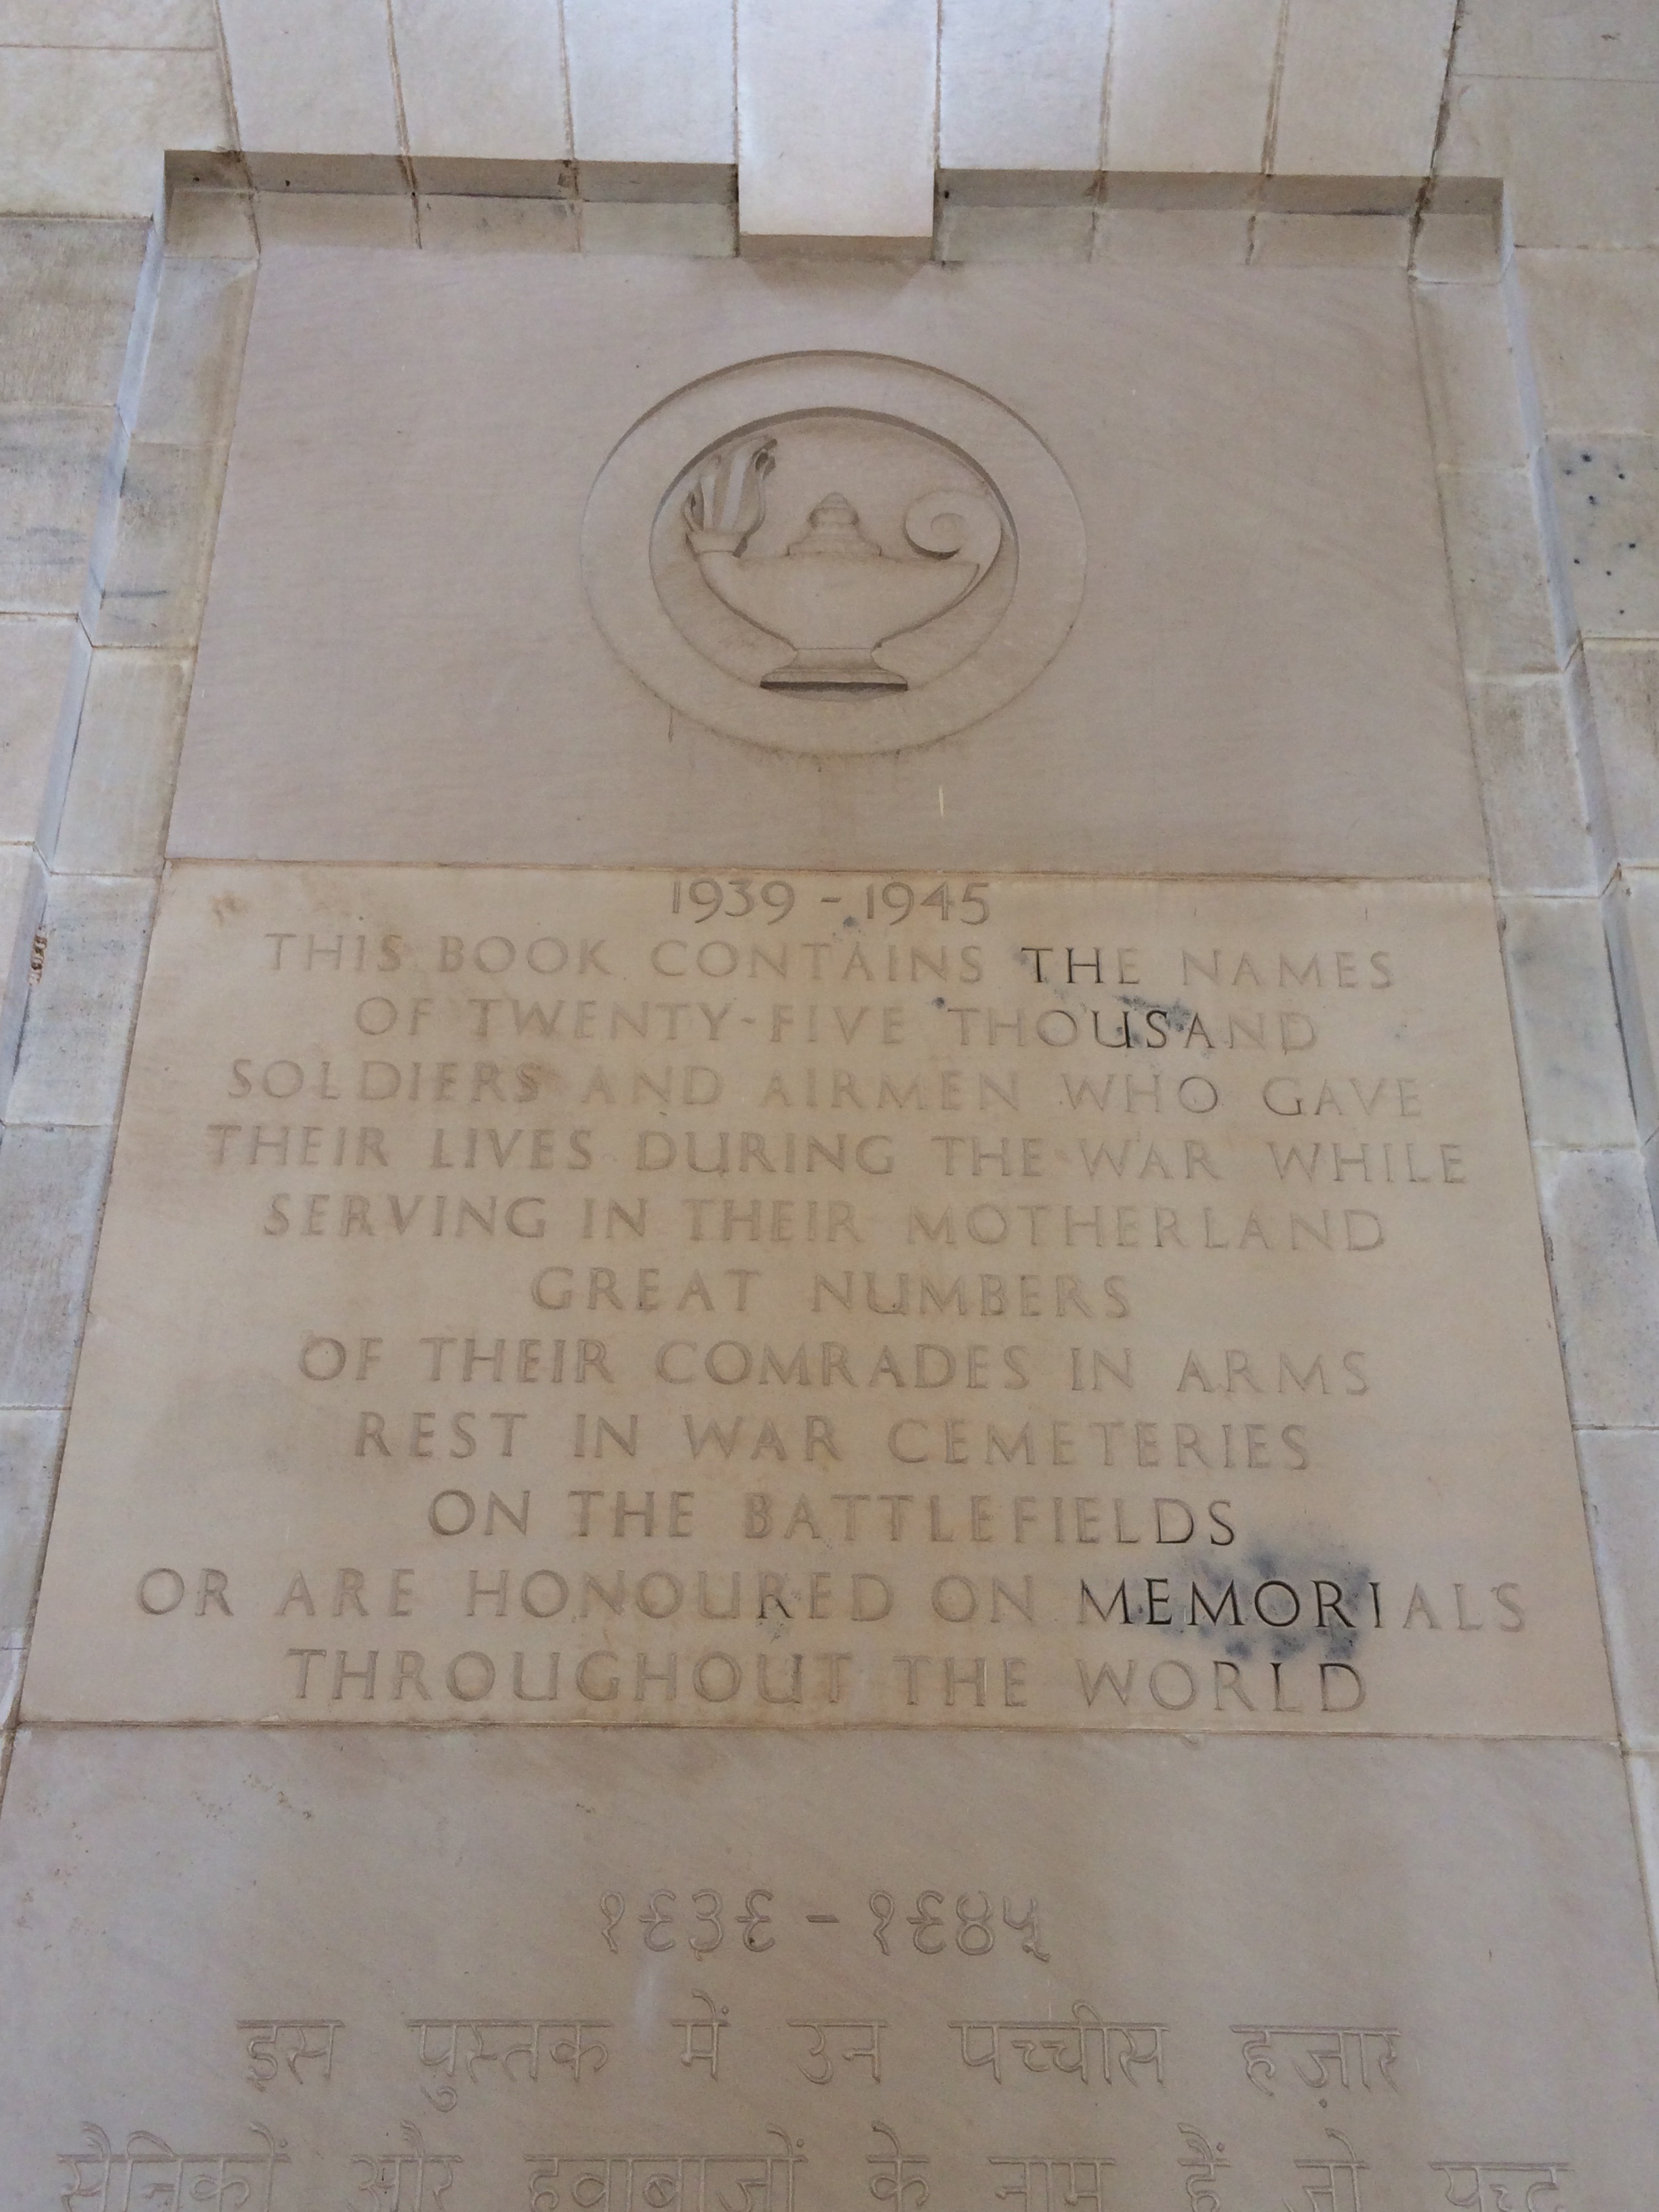 1939 - 1945
THIS BOOK CONTAINS THE NAMES
OF TWENTY-FIVE THOUSAND
SOLDIERS AND AIRMEN WHO GAVE
THEIR LIVES DURING THE WAR WHILE
SERVING IN THEIR MOTHERLAND
GREAT NUMBERS
OF THEIR COMRADES IN ARMS
REST IN WAR CEMETERIES
ON THE BATTLEFIELDS
OR ARE HONOURED ON MEMORIALS
THROUGHOUT THE WORLD
१९३९ - १९४५
इस पुस्तक में उन पच्चीस हज़ार
सैनिकों और हवाबाजों के नाम हैं जो युद्ध